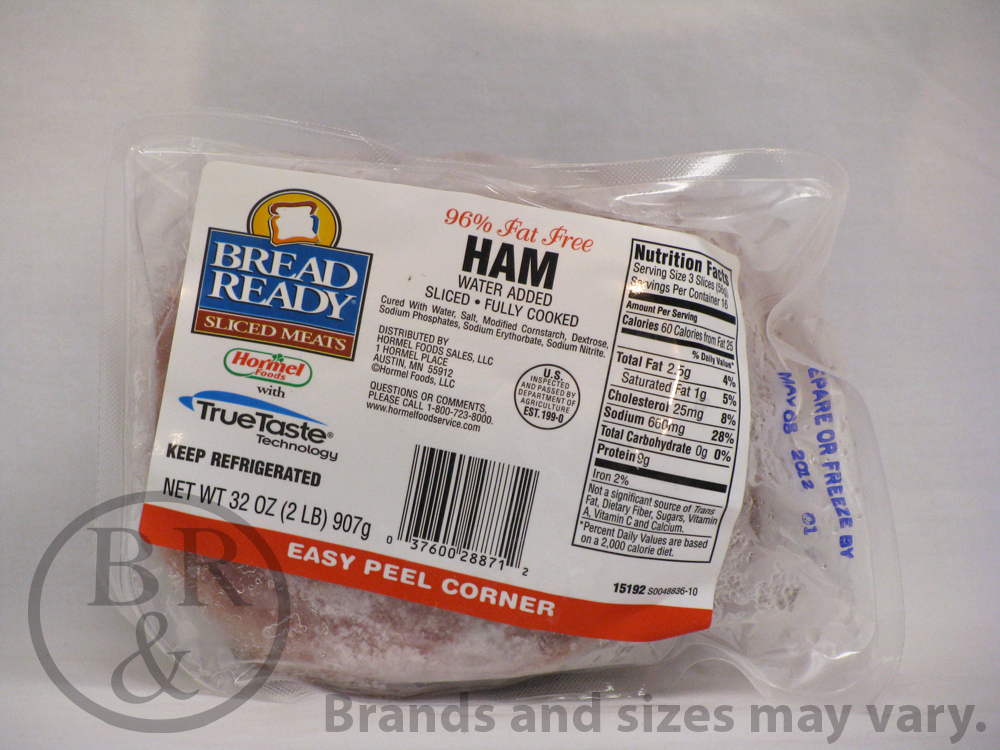 BREAD
READY
SLICED MEATS
Hormel
Foods
with
TrueTaste®
Technology
KEEP REFRIGERATED
NET WT 32 OZ (2 LB) 907g
96% Fat Free
HAM
WATER ADDED
SLICED • FULLY COOKED
Cured With Water, Salt, Modified Cornstarch, Dextrose,
Sodium Phosphates, Sodium Erythorbate, Sodium Nitrite.
DISTRIBUTED BY
HORMEL FOODS SALES, LLC
1 HORMEL PLACE
AUSTIN, MN 55912
©Hormel Foods, LLC
QUESTIONS OR COMMENTS,
PLEASE CALL 1-800-723-8000.
www.hormelfoodservice.com
U.S.
INSPECTED
AND PASSED BY
DEPARTMENT OF
AGRICULTURE
EST. 199-O
0 37600 28871 2
Nutrition Facts
Serving Size 3 Slices (56g)
Servings Per Container 16
Amount Per Serving
Calories 60 Calories from Fat 25
% Daily Value*
Total Fat 2.5g 4%
Saturated Fat 1g 5%
Cholesterol 25mg 8%
Sodium 680mg 28%
Total Carbohydrate 0g 0%
Protein 9g
Iron 2%
Not a significant source of Trans
Fat, Dietary Fiber, Sugars, Vitamin
A, Vitamin C and Calcium.
*Percent Daily Values are based
on a 2,000 calorie diet.
15192 S0048836-10
EASY PEEL CORNER
EPARE OR FREEZE BY
MAY 08 2012 01
BR
&
Brands and sizes may vary.